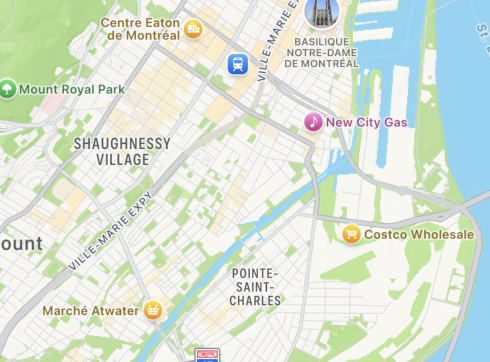 Centre Eaton
de Montréal
VILLE-MARIE EXPY
BASILIQUE
NOTRE-DAME
DE MONTRÉAL
Mount Royal Park
New City Gas
SHAUGHNESSY
VILLAGE
VILLE-MARIE EXPY
Costco Wholesale
ount
POINTE-
SAINT-
CHARLES
Marché Atwater